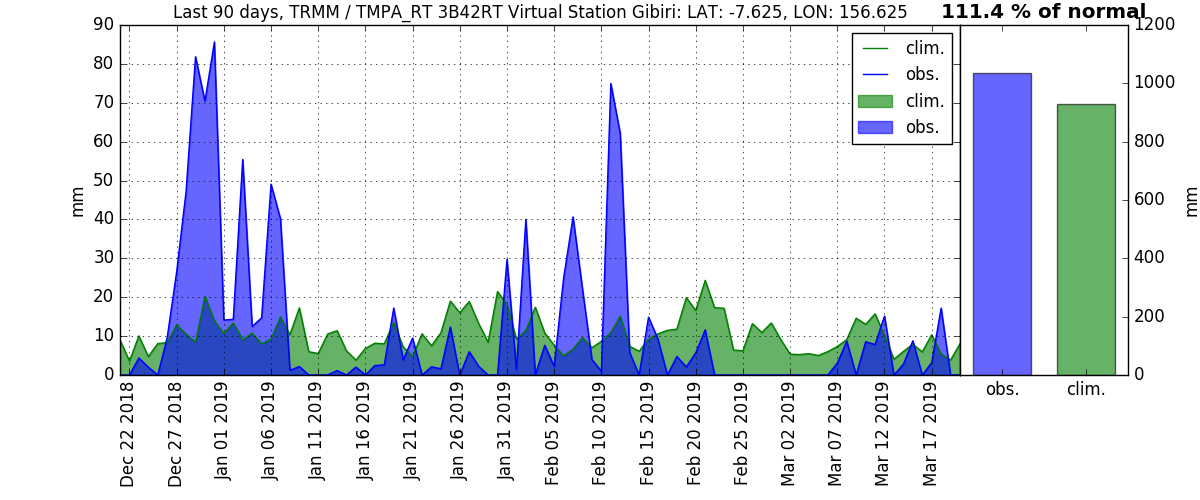 Last 90 days, TRMM / TMPA_RT 3B42RT Virtual Station Gibiri: LAT: -7.625, LON: 156.625
111.4 % of normal
90
80
70
60
50
40
30
20
10
0
mm
clim.
obs.
clim.
obs.
1200
1000
800
600
400
200
0
mm
obs.
clim.
Dec 22 2018
Dec 27 2018
Jan 01 2019
Jan 06 2019
Jan 11 2019
Jan 16 2019
Jan 21 2019
Jan 26 2019
Jan 31 2019
Feb 05 2019
Feb 10 2019
Feb 15 2019
Feb 20 2019
Feb 25 2019
Mar 02 2019
Mar 07 2019
Mar 12 2019
Mar 17 2019